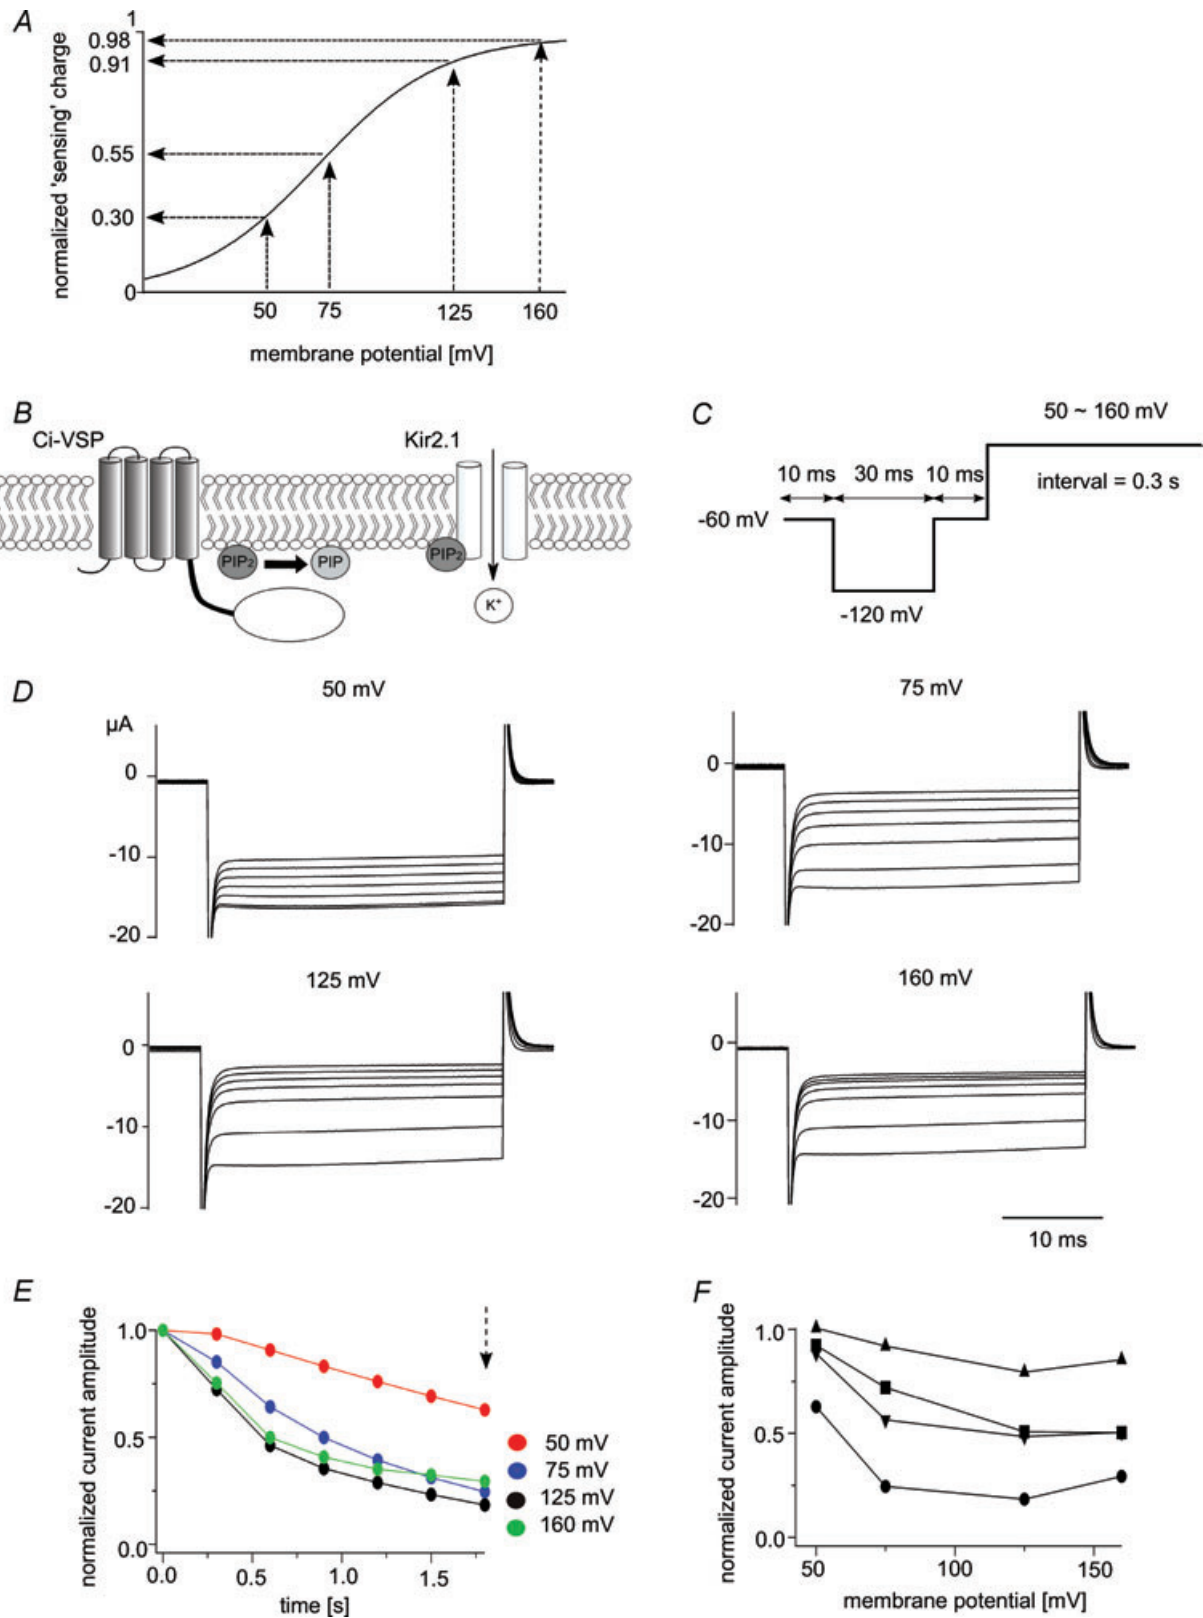 A
normalized 'sensing' charge
1
0.98
0.91
0.55
0.30
0
50
75
125
160
membrane potential [mV]
B
Ci-VSP
Kir2.1
PIP2
PIP
PIP2
K+
C
50 ~ 160 mV
10 ms
30 ms
10 ms
interval = 0.3 s
-60 mV
-120 mV
D
50 mV
µA
0
-10
-20
75 mV
0
-10
-20
125 mV
0
-10
-20
160 mV
0
-10
-20
10 ms
E
normalized current amplitude
1.0
0.5
0.0
0.0
0.5
1.0
1.5
time [s]
50 mV
75 mV
125 mV
160 mV
F
normalized current amplitude
1.0
0.5
0.0
50
100
150
membrane potential [mV]